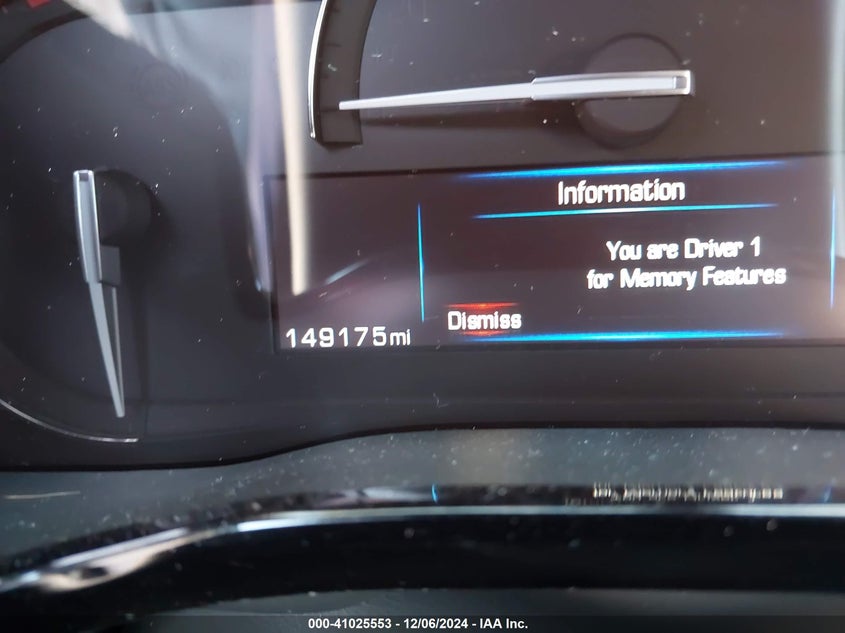 Information
You are Driver 1
for Memory Features
Dismiss
149175mi
000-41025553 - 12/06/2024 - IAA Inc.